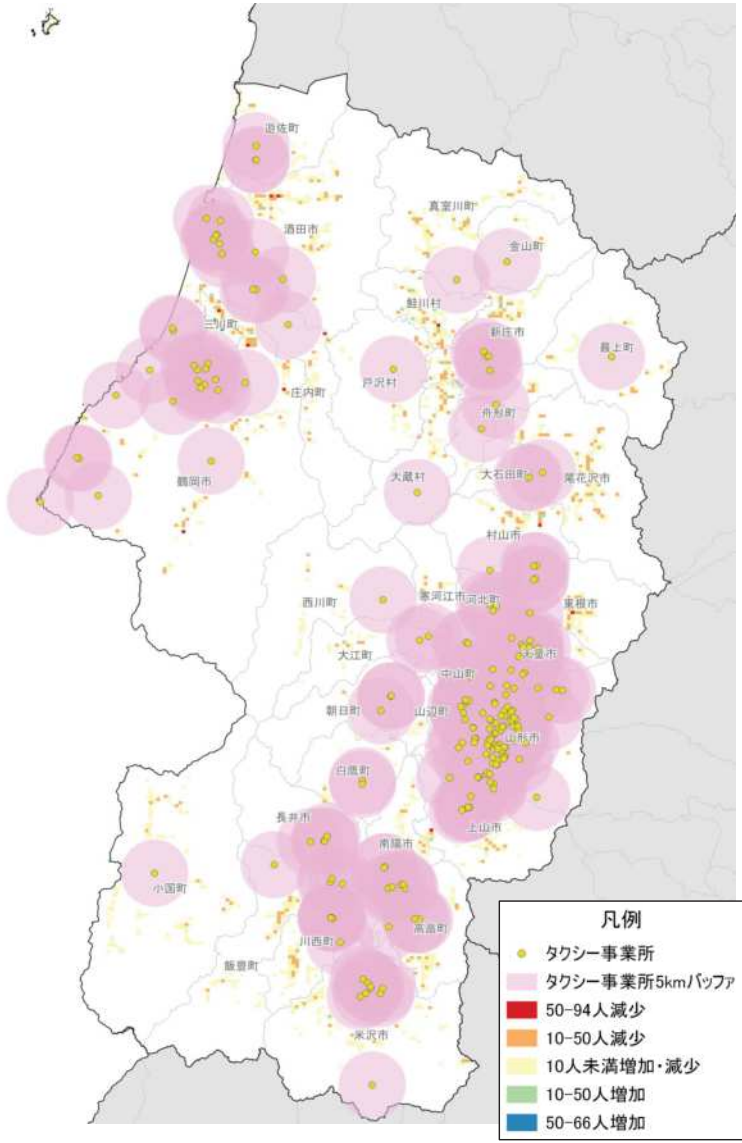 遊佐町
酒田市
真室川町
金山町
鮭川村
三川町
新庄市
最上町
戸沢村
庄内町
舟形町
鶴岡市
大蔵村
大石田町
尾花沢市
村山市
西川町
寒河江市
河北町
東根市
大江町
天童市
中山町
朝日町
山辺町
山形市
白鷹町
長井市
上山市
南陽市
小国町
川西町
高畠町
飯豊町
米沢市
凡例
タクシー事業所
タクシー事業所5kmバッファ
50-94人減少
10-50人減少
10人未満増加・減少
10-50人増加
50-66人増加